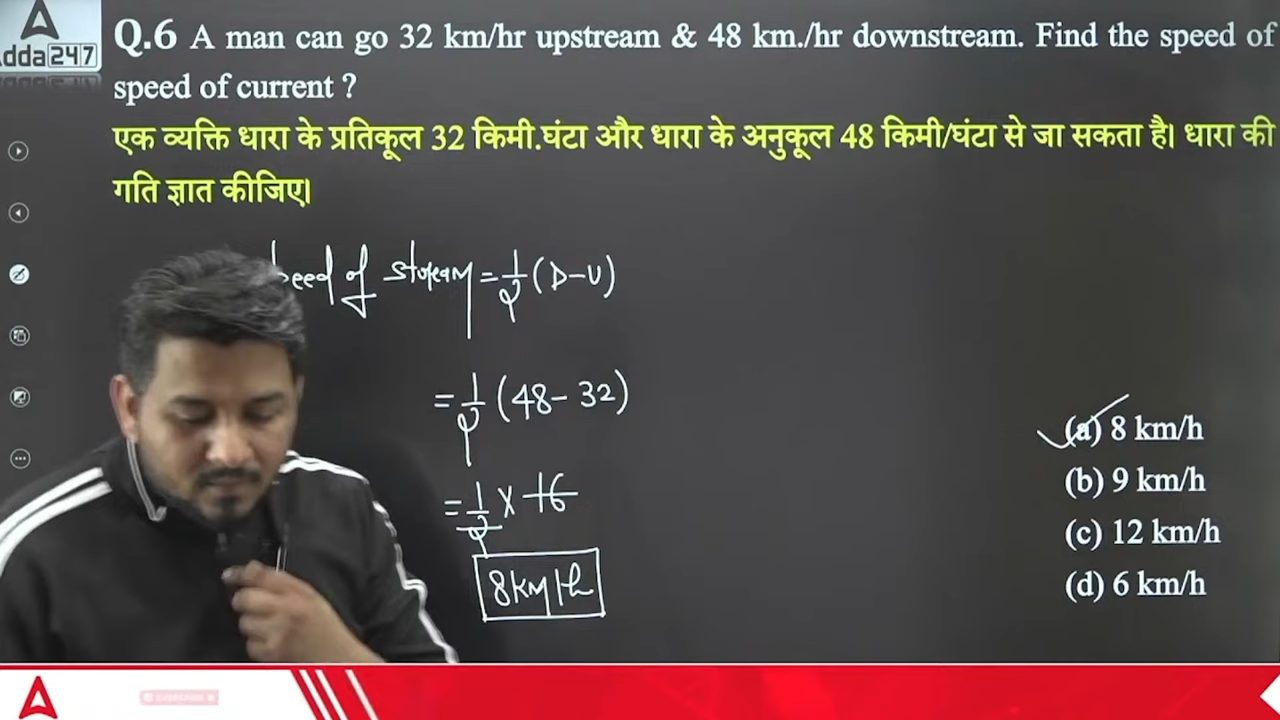 Adda 247
Q.6 A man can go 32 km/hr upstream & 48 km./hr downstream. Find the speed of
speed of current ?
एक व्यक्ति धारा के प्रतिकूल 32 किमी.घंटा और धारा के अनुकूल 48 किमी/घंटा से जा सकता है। धारा की
गति ज्ञात कीजिए।
of stream = 1/2 (D-U)
= 1/2 (48 - 32)
= 1/2 X 16
8km/h
(a) 8 km/h
(b) 9 km/h
(c) 12 km/h
(d) 6 km/h